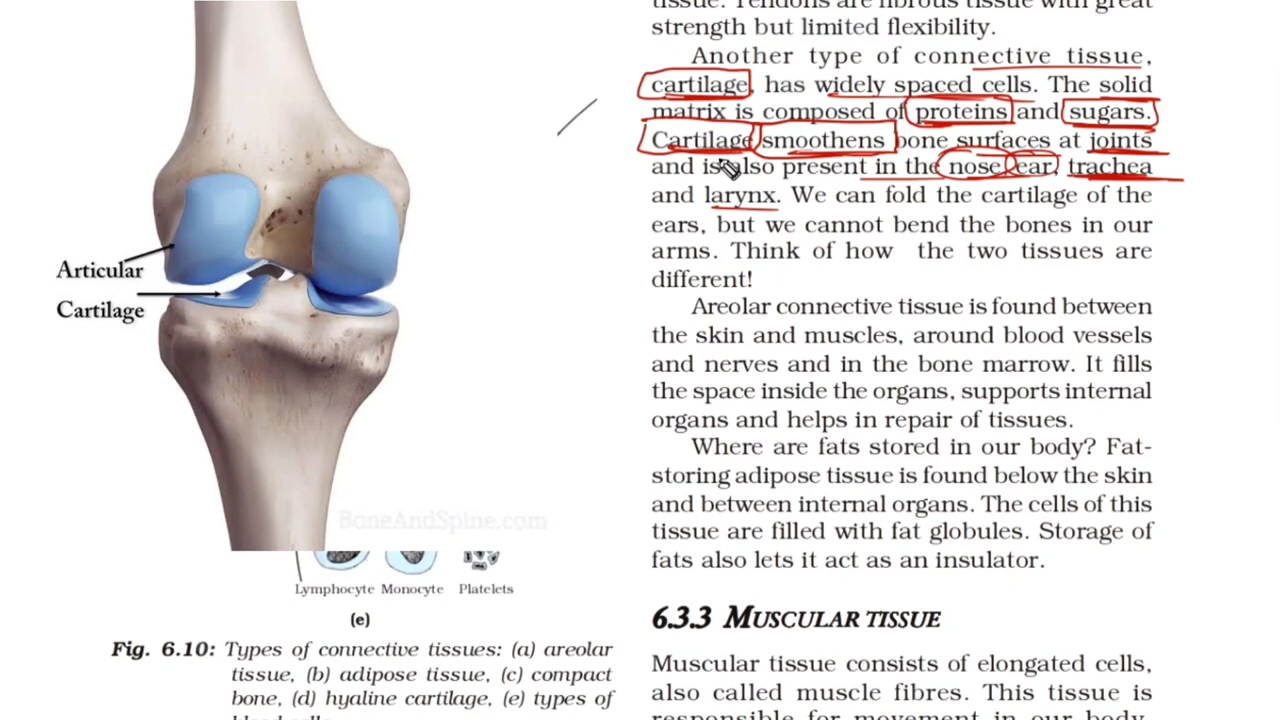 Articular
Cartilage
BoneAndSpine.com
Lymphocyte Monocyte Platelets
(e)
Fig. 6.10: Types of connective tissues: (a) areolar
tissue, (b) adipose tissue, (c) compact
bone, (d) hyaline cartilage, (e) types of
blood cells
tissue. Tendons are fibrous tissue with great
strength but limited flexibility.
Another type of connective tissue,
cartilage, has widely spaced cells. The solid
matrix is composed of proteins and sugars.
Cartilage smoothens bone surfaces at joints
and is also present in the nose, ear, trachea
and larynx. We can fold the cartilage of the
ears, but we cannot bend the bones in our
arms. Think of how the two tissues are
different!
Areolar connective tissue is found between
the skin and muscles, around blood vessels
and nerves and in the bone marrow. It fills
the space inside the organs, supports internal
organs and helps in repair of tissues.
Where are fats stored in our body? Fat-
storing adipose tissue is found below the skin
and between internal organs. The cells of this
tissue are filled with fat globules. Storage of
fats also lets it act as an insulator.
6.3.3 MUSCULAR TISSUE
Muscular tissue consists of elongated cells,
also called muscle fibres. This tissue is
responsible for movement in our body.